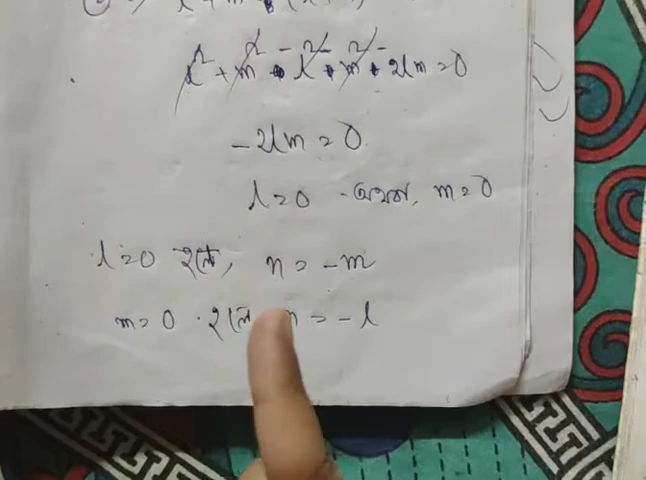 l² + m² - l² - m² - 2lm = 0
-2lm = 0
l = 0 অথবা, m = 0
l = 0 হলে, n = -m
m = 0 হলে n = -l